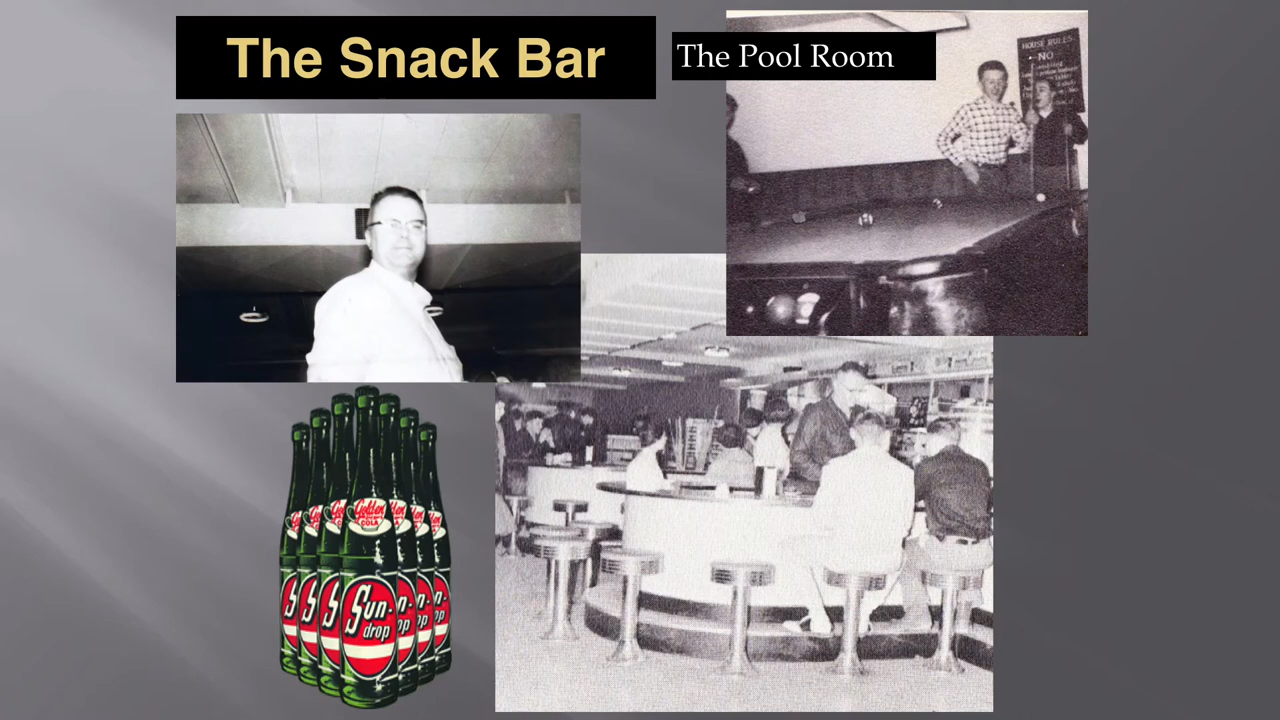 The Snack Bar
The Pool Room
HOUSE RULES
NO
Golden
COLA
Sun-
drop